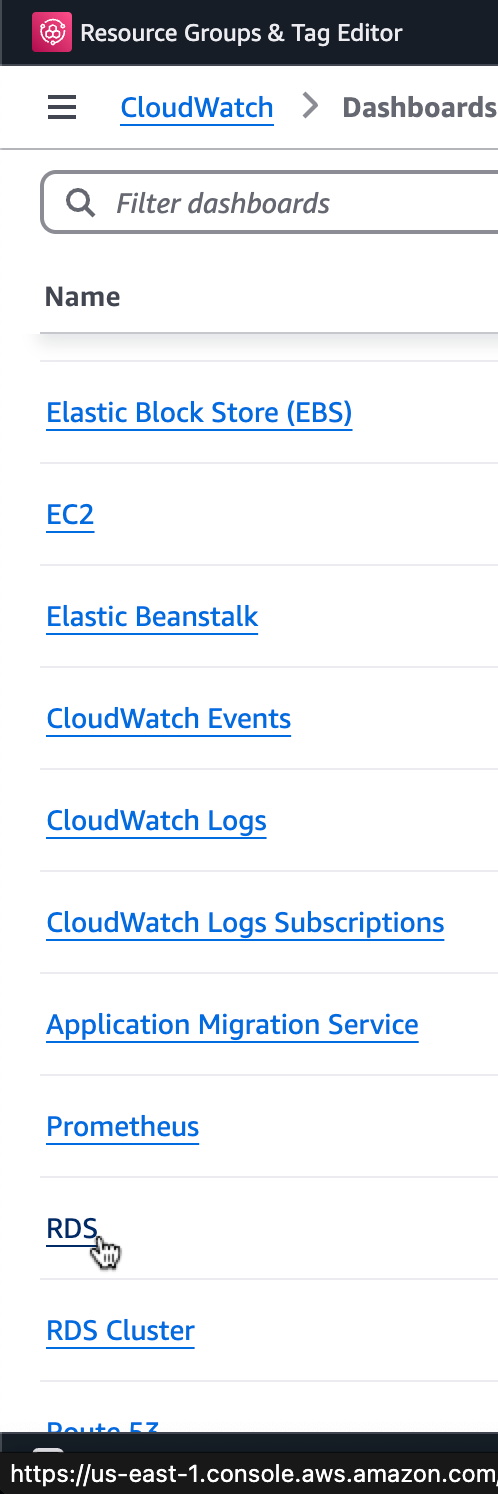 Resource Groups & Tag Editor
CloudWatch > Dashboards
Filter dashboards
Name
Elastic Block Store (EBS)
EC2
Elastic Beanstalk
CloudWatch Events
CloudWatch Logs
CloudWatch Logs Subscriptions
Application Migration Service
Prometheus
RDS
RDS Cluster
Route 53
https://us-east-1.console.aws.amazon.com/